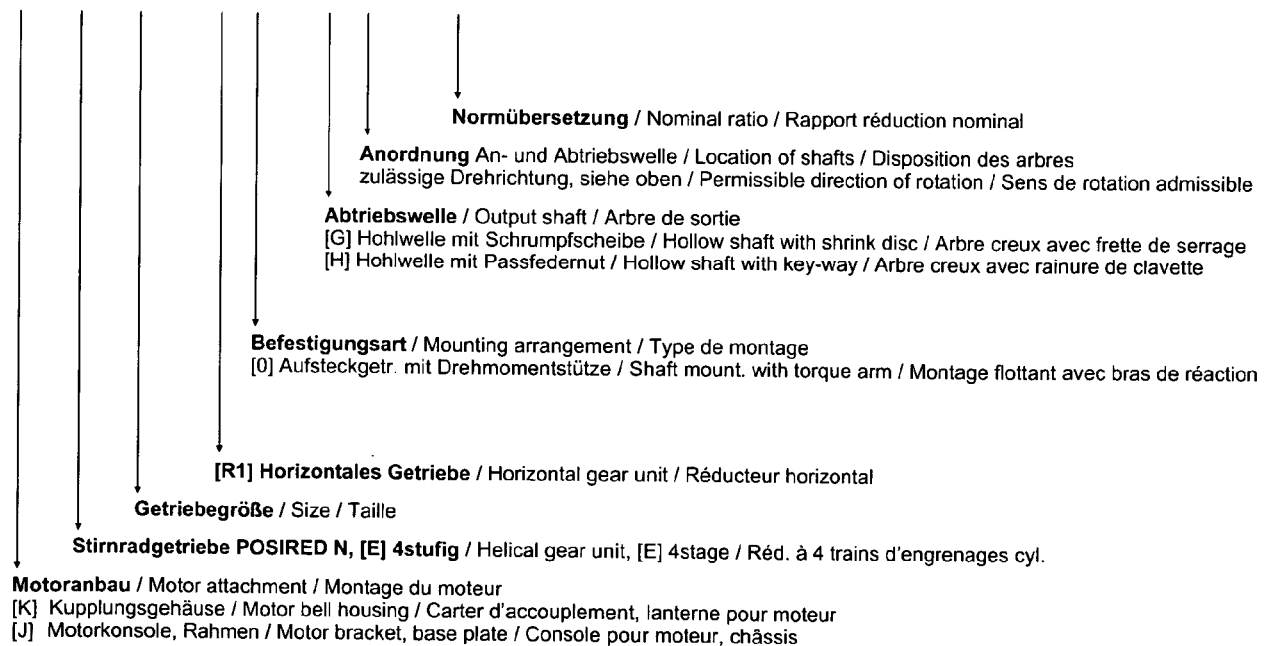 Normübersetzung / Nominal ratio / Rapport réduction nominal
Anordnung An- und Abtriebswelle / Location of shafts / Disposition des arbres
zulässige Drehrichtung, siehe oben / Permissible direction of rotation / Sens de rotation admissible
Abtriebswelle / Output shaft / Arbre de sortie
[G] Hohlwelle mit Schrumpfscheibe / Hollow shaft with shrink disc / Arbre creux avec frette de serrage
[H] Hohlwelle mit Passfedernut / Hollow shaft with key-way / Arbre creux avec rainure de clavette
Befestigungsart / Mounting arrangement / Type de montage
[0] Aufsteckgetr. mit Drehmomentstütze / Shaft mount. with torque arm / Montage flottant avec bras de réaction
[R1] Horizontales Getriebe / Horizontal gear unit / Réducteur horizontal
Getriebegröße / Size / Taille
Stirnradgetriebe POSIRED N, [E] 4stufig / Helical gear unit, [E] 4stage / Réd. à 4 trains d'engrenages cyl.
Motoranbau / Motor attachment / Montage du moteur
[K] Kupplungsgehäuse / Motor bell housing / Carter d'accouplement, lanterne pour moteur
[J] Motorkonsole, Rahmen / Motor bracket, base plate / Console pour moteur, châssis